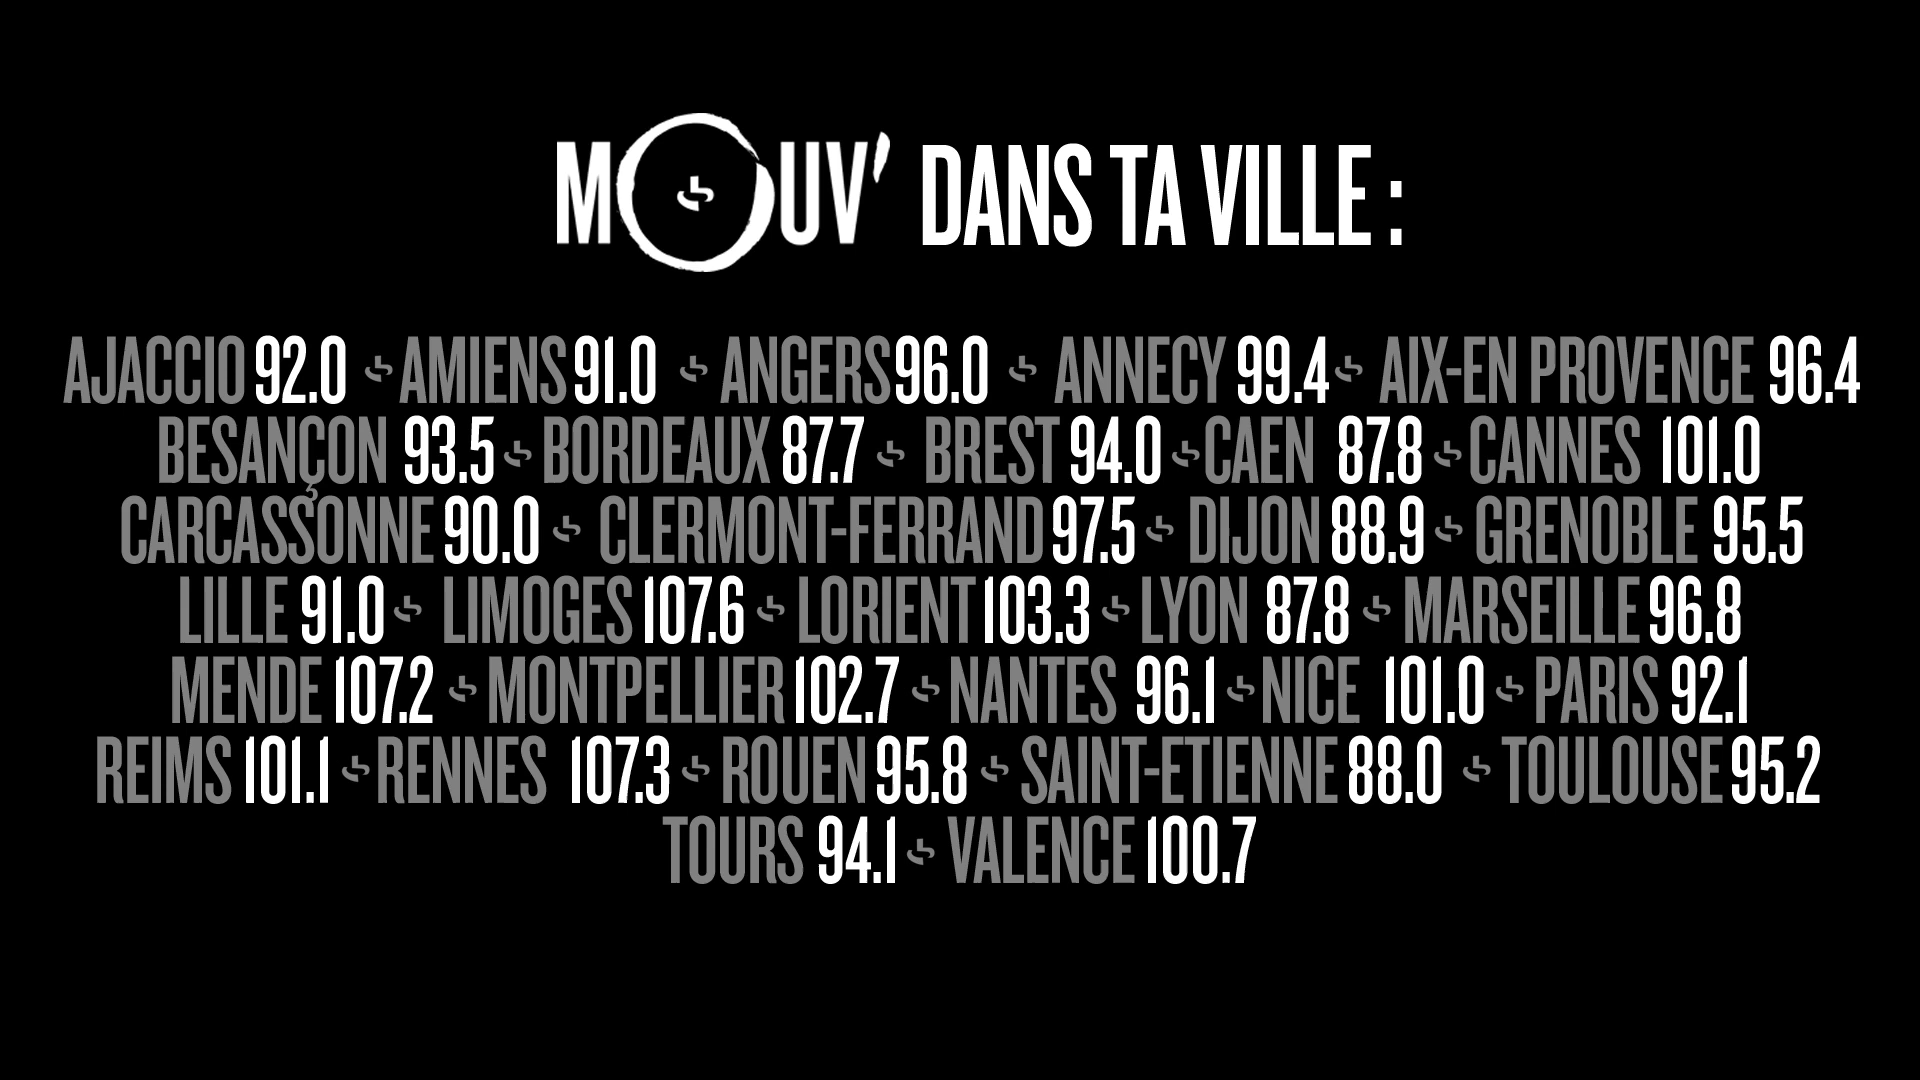 MOUV' DANS TA VILLE :
AJACCIO 92.0 AMIENS 91.0 ANGERS 96.0 ANNECY 99.4 AIX-EN PROVENCE 96.4
BESANÇON 93.5 BORDEAUX 87.7 BREST 94.0 CAEN 87.8 CANNES 101.0
CARCASSONNE 90.0 CLERMONT-FERRAND 97.5 DIJON 88.9 GRENOBLE 95.5
LILLE 91.0 LIMOGES 107.6 LORIENT 103.3 LYON 87.8 MARSEILLE 96.8
MENDE 107.2 MONTPELLIER 102.7 NANTES 96.1 NICE 101.0 PARIS 92.1
REIMS 101.1 RENNES 107.3 ROUEN 95.8 SAINT-ETIENNE 88.0 TOULOUSE 95.2
TOURS 94.1 VALENCE 100.7